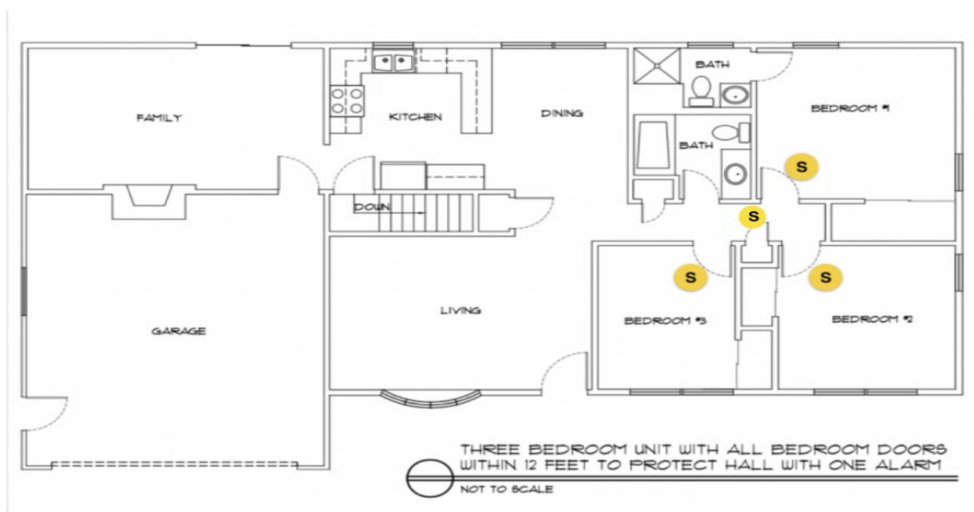 BATH
BEDROOM #1
FAMILY
KITCHEN
DINING
BATH
S
DOWN
S
S
S
LIVING
BEDROOM #3
BEDROOM #2
GARAGE
THREE BEDROOM UNIT WITH ALL BEDROOM DOORS
WITHIN 12 FEET TO PROTECT HALL WITH ONE ALARM
NOT TO SCALE